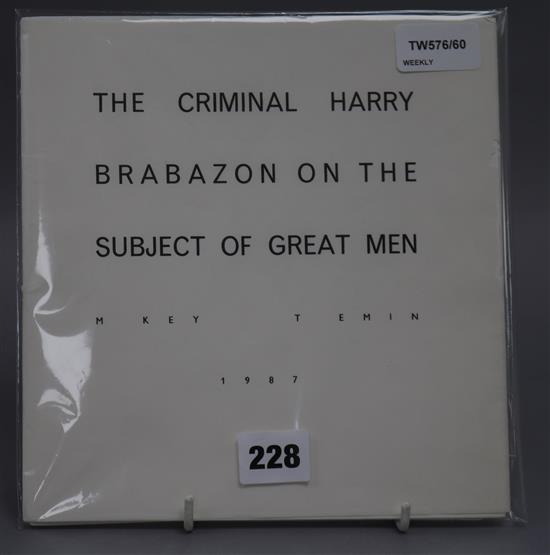 TW576/60
WEEKLY
THE CRIMINAL HARRY
BRABAZON ON THE
SUBJECT OF GREAT MEN
M KEY T EMIN
1987
228